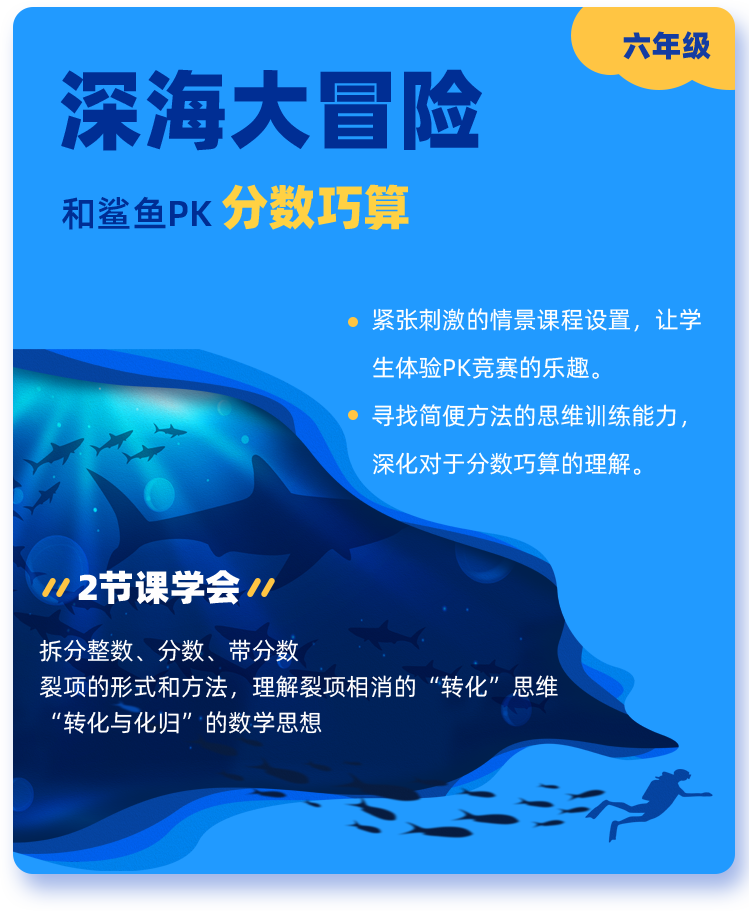 六年级
深海大冒险
和鲨鱼PK 分数巧算
紧张刺激的情景课程设置，让学
生体验PK竞赛的乐趣。
寻找简便方法的思维训练能力，
深化对于分数巧算的理解。
2节课学会
拆分整数、分数、带分数
裂项的形式和方法，理解裂项相消的“转化”思维
“转化与化归”的数学思想